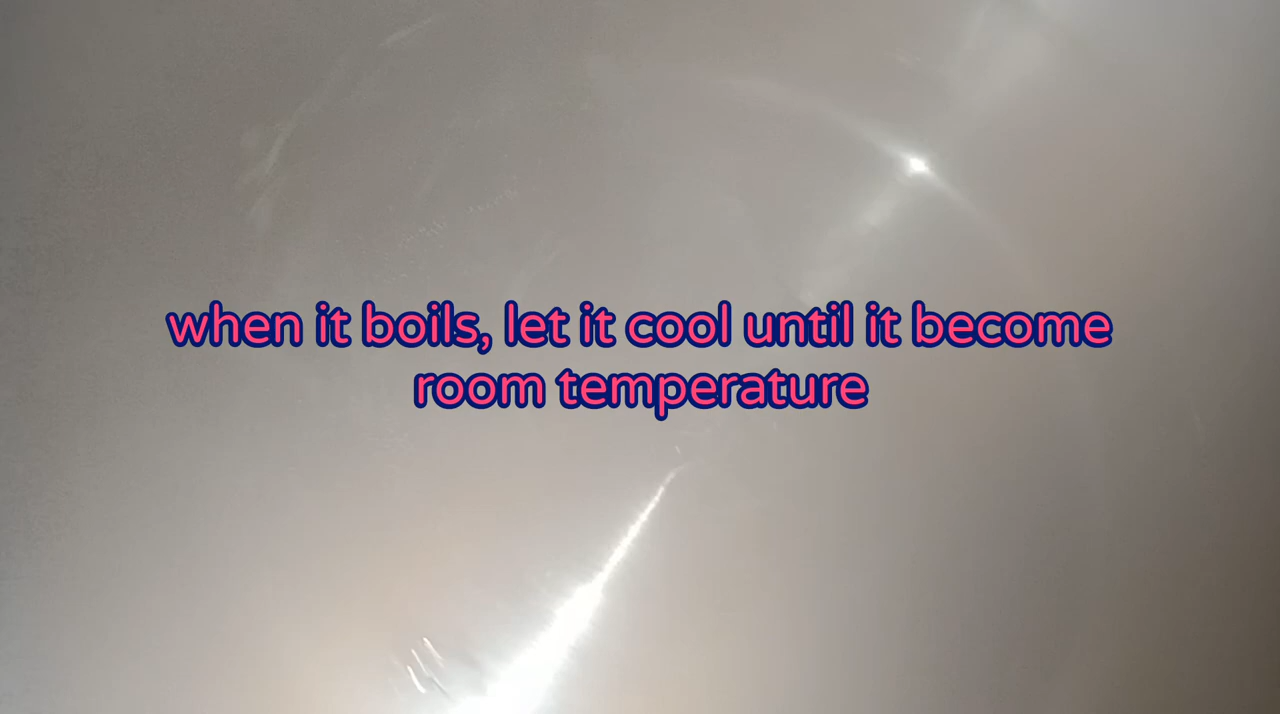 when it boils, let it cool until it become
room temperature